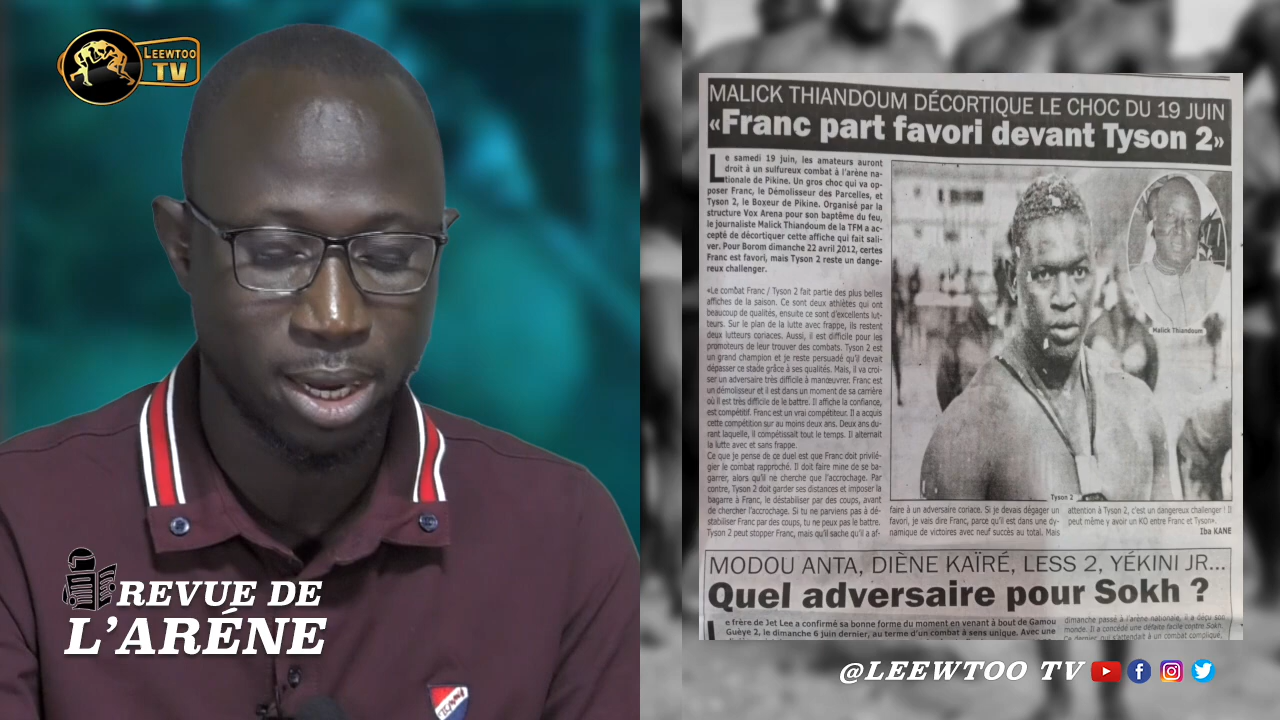 LEEWTOO
TV
REVUE DE
L'ARÉNE
MALICK THIANDOUM DÉCORTIQUE LE CHOC DU 19 JUIN
«Franc part favori devant Tyson 2»
Le samedi 19 juin, les amateurs auront
droit à un sulfureux combat à l'arène na-
tionale de Pikine. Un gros choc qui va op-
poser Franc, le Démolisseur des Parcelles, et
Tyson 2, le Boxeur de Pikine. Organisé par la
structure Vox Arena pour son baptême du feu,
le journaliste Malick Thiandoum de la TFM a ac-
cepté de décortiquer cette affiche qui fait sali-
ver. Pour Borom dimanche 22 avril 2012, certes
Franc est favori, mais Tyson 2 reste un dange-
reux challenger.
«Le combat Franc / Tyson 2 fait partie des plus belles
affiches de la saison. Ce sont deux athlètes qui ont
beaucoup de qualités, ensuite ce sont d'excellents lut-
teurs. Sur le plan de la lutte avec frappe, ils restent
deux lutteurs coriaces. Aussi, il est difficile pour les
promoteurs de leur trouver des combats. Tyson 2 est
un grand champion et je reste persuadé qu'il devait
dépasser ce stade grâce à ses qualités. Mais, il va croi-
ser un adversaire très difficile à manœuvrer. Franc est
un démolisseur et il est dans un moment de sa carrière
où il est très difficile de le battre. Il affiche la confiance,
est compétitif. Franc est un vrai compétiteur. Il a acquis
cette compétition sur au moins deux ans. Deux ans du-
rant laquelle, il compétissait tout le temps. Il alternait
la lutte avec et sans frappe.
Ce que je pense de ce duel est que Franc doit privilé-
gier le combat rapproché. Il doit faire mine de se ba-
garrer, alors qu'il ne cherche que l'accrochage. Par
contre, Tyson 2 doit garder ses distances et imposer la
bagarre à Franc, le déstabiliser par des coups, avant
de chercher l'accrochage. Si tu ne parviens pas à dé-
stabiliser Franc par des coups, tu ne peux pas le battre.
Tyson 2 peut stopper Franc, mais qu'il sache qu'il a af-
Malick Thiandoum
Tyson 2
faire à un adversaire coriace. Si je devais dégager un
favori, je vais dire Franc, parce qu'il est dans une dy-
namique de victoires avec neuf succès au total. Mais
attention à Tyson 2, c'est un dangereux challenger ! Il
peut même y avoir un KO entre Franc et Tyson».
Iba KANE
MODOU ANTA, DIÈNE KAÏRÉ, LESS 2, YÉKINI JR...
Quel adversaire pour Sokh ?
Le frère de Jet Lee a confirmé sa bonne forme du moment en venant à bout de Gamou
Guèye 2, le dimanche 6 juin dernier, au terme d'un combat à sens unique. Avec une
dimanche passé à l'arène nationale, il a déçu son
monde. Il a concédé une défaite facile contre Sokh.
@LEEWTOO TV